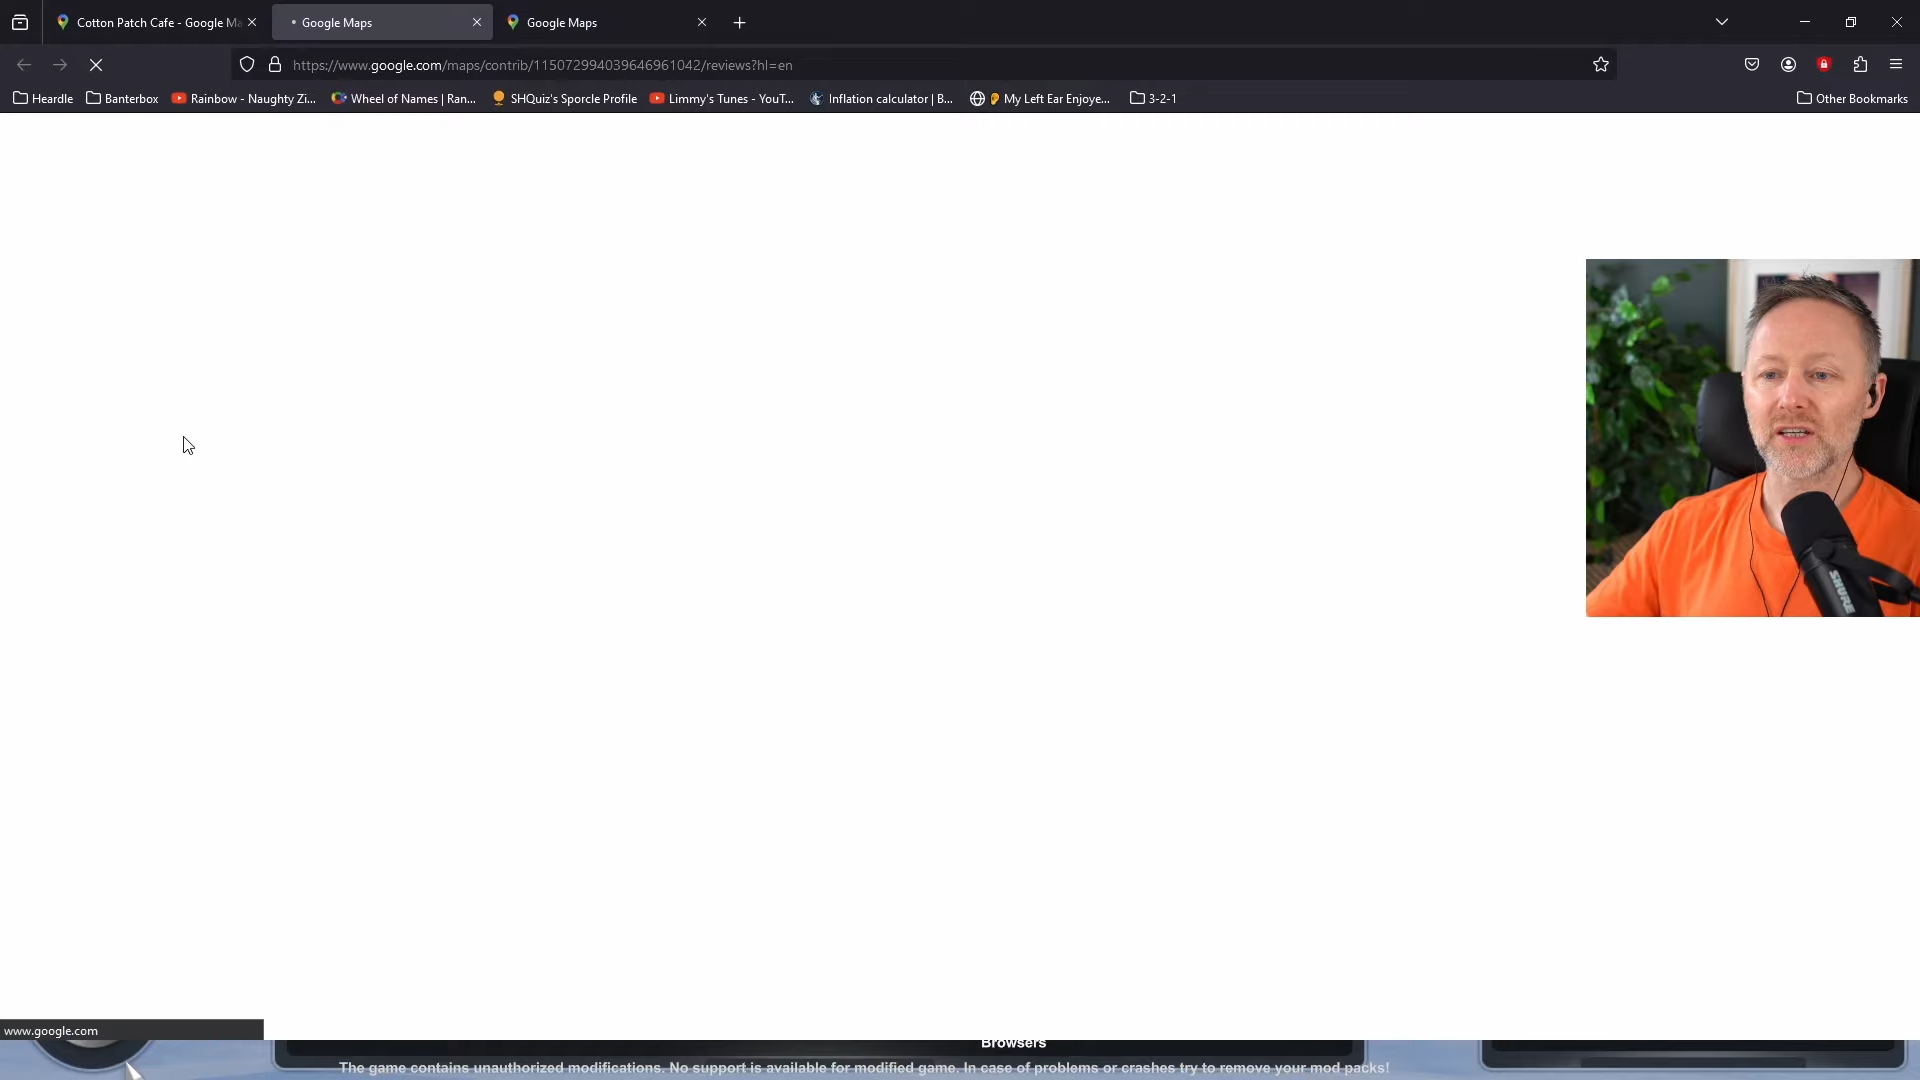 Cotton Patch Cafe - Google Ma
Google Maps
Google Maps
https://www.google.com/maps/contrib/115072994039646961042/reviews?hl=en
Heardle
Banterbox
Rainbow - Naughty Zi...
Wheel of Names | Ran...
SHQuiz's Sporcle Profile
Limmy's Tunes - YouT...
Inflation calculator | B...
My Left Ear Enjoye...
3-2-1
Other Bookmarks
SHURE
www.google.com
Browsers
The game contains unauthorized modifications. No support is available for modified game. In case of problems or crashes try to remove your mod packs!